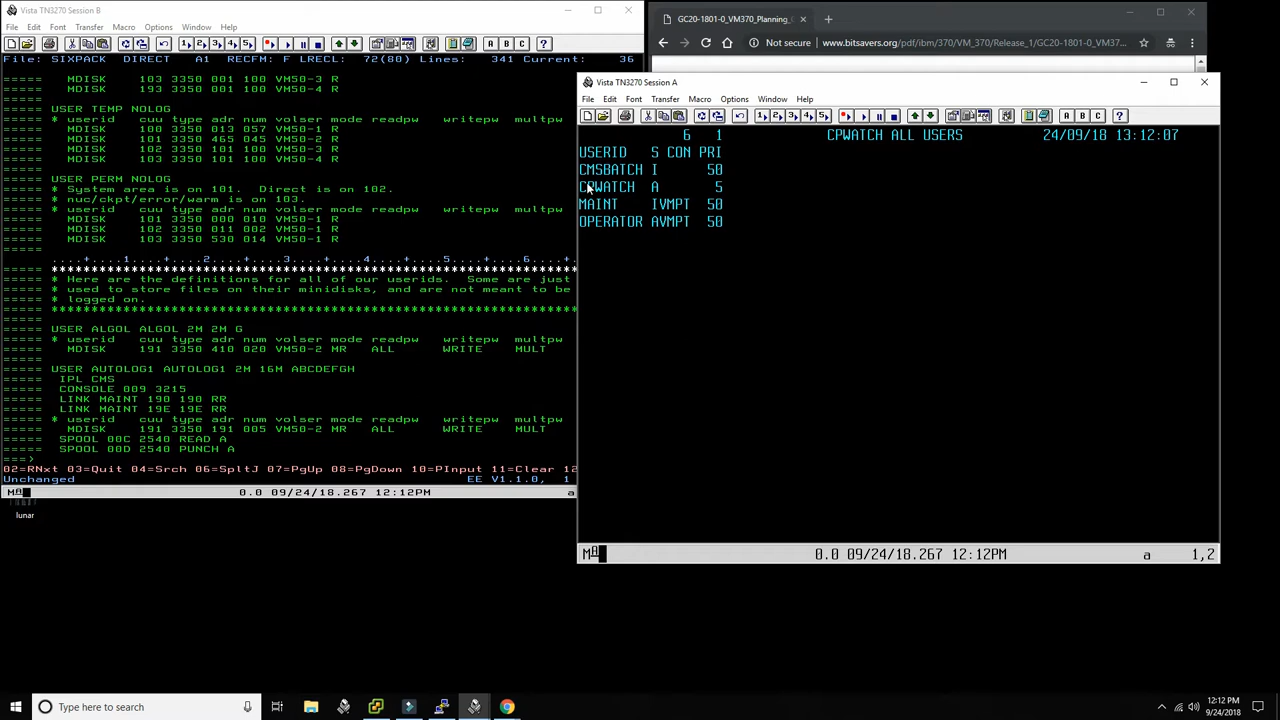 Vista TN3270 Session B
File Font Transfer Macro Options Window Help
File: SIXPACK DIRECT A1 RECFM: F LRECL: 72(80) Lines: 341 Current: 36
===== MDISK 103 3350 001 100 VM50-3 R
===== MDISK 193 3350 001 100 VM50-4 R
=====
===== USER TEMP NOLOG
===== * userid cuu type adr num volser mode readpw writepw multpw
===== MDISK 100 3350 013 057 VM50-1 R
===== MDISK 101 3350 465 045 VM50-2 R
===== MDISK 102 3350 101 100 VM50-3 R
===== MDISK 103 3350 101 100 VM50-4 R
=====
===== USER PERM NOLOG
===== * System area is on 101. Direct is on 102.
===== * nuc/ckpt/error/warm is on 103.
===== * userid cuu type adr num volser mode readpw writepw multpw
===== MDISK 101 3350 000 010 VM50-1 R
===== MDISK 102 3350 011 002 VM50-1 R
===== MDISK 103 3350 530 014 VM50-1 R
=====
....+....1....+....2....+....3....+....4....+....5....+....6....+
===== *****************************************************************
===== * Here are the definitions for all of our userids. Some are just
===== * used to store files on their minidisks, and are not meant to be
===== * logged on.
===== *****************************************************************
=====
===== USER ALGOL ALGOL 2M 2M G
===== * userid cuu type adr num volser mode readpw writepw multpw
===== MDISK 191 3350 410 020 VM50-2 MR ALL WRITE MULT
=====
===== USER AUTOLOG1 AUTOLOG1 2M 16M ABCDEFGH
===== IPL CMS
===== CONSOLE 009 3215
===== LINK MAINT 190 190 RR
===== LINK MAINT 19E 19E RR
===== * userid cuu type adr num volser mode readpw writepw multpw
===== MDISK 191 3350 191 005 VM50-2 MR ALL WRITE MULT
===== SPOOL 00C 2540 READ A
===== SPOOL 00D 2540 PUNCH A
===>
02=RNxt 03=Quit 04=Srch 06=SpltJ 07=PgUp 08=PgDown 10=PInput 11=Clear 12
Unchanged EE V1.1.0, 1
0.0 09/24/18.267 12:12PM a
lunar
GC20-1801-0_VM370_Planning_
Not secure www.bitsavers.org/pdf/ibm/370/VM_370/Release_1/GC20-1801-0_VM37...
Vista TN3270 Session A
File Edit Font Transfer Macro Options Window Help
6 1 CPWATCH ALL USERS 24/09/18 13:12:07
USERID S CON PRI
CMSBATCH I 50
CPWATCH A 5
MAINT IVMPT 50
OPERATOR AVMPT 50
0.0 09/24/18.267 12:12PM a 1,2
Type here to search
12:12 PM
9/24/2018